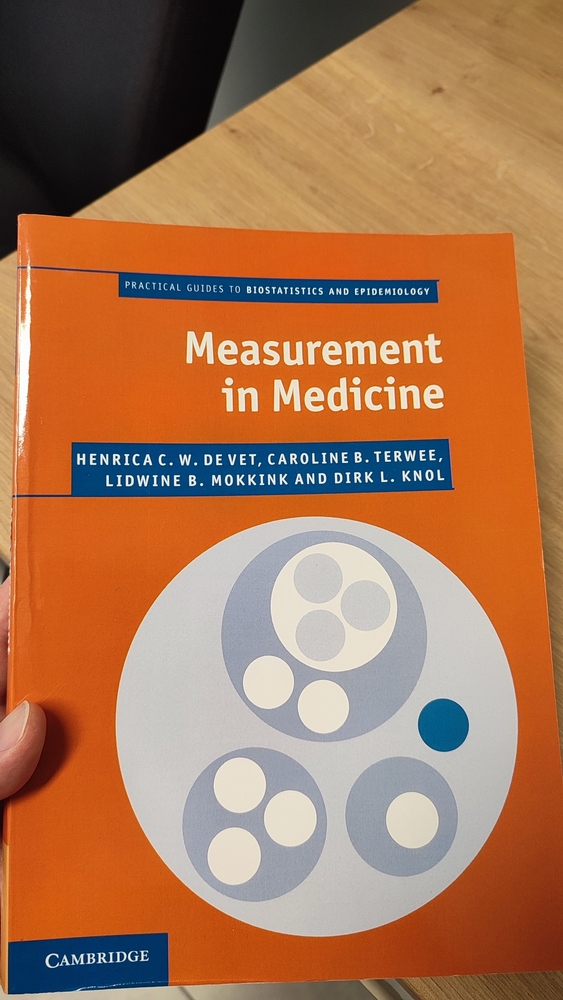 PRACTICAL GUIDES TO BIOSTATISTICS AND EPIDEMIOLOGY
Measurement
in Medicine
HENRICA C. W. DE VET, CAROLINE B. TERWEE,
LIDWINE B. MOKKINK AND DIRK L. KNOL
CAMBRIDGE